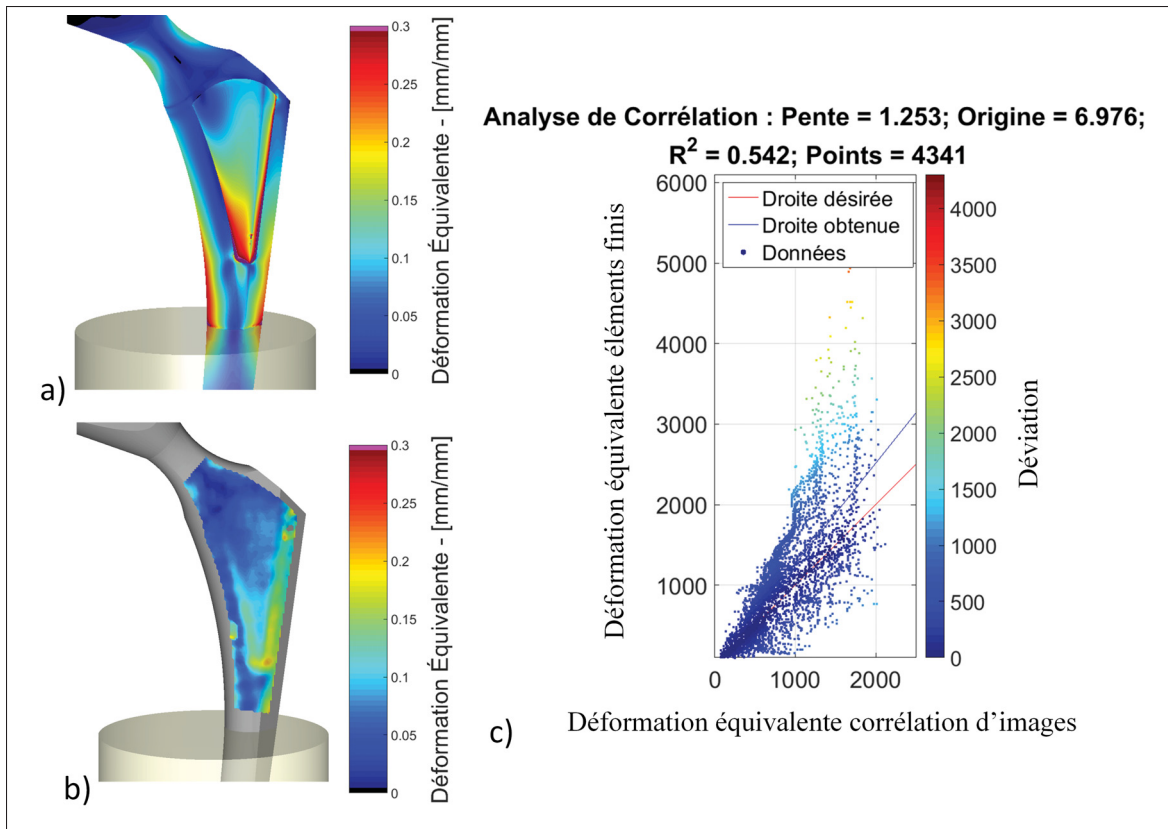 0.3
0.25
0.2
0.15
0.1
0.05
0
Déformation Équivalente - [mm/mm]
a)
0.3
0.25
0.2
0.15
0.1
0.05
0
Déformation Équivalente - [mm/mm]
b)
Analyse de Corrélation : Pente = 1.253; Origine = 6.976;
R² = 0.542; Points = 4341
Droite désirée
Droite obtenue
Données
6000
5000
4000
3000
2000
1000
0
1000
2000
Déformation équivalente éléments finis
Déformation équivalente corrélation d'images
4000
3500
3000
2500
2000
1500
1000
500
0
Déviation
c)